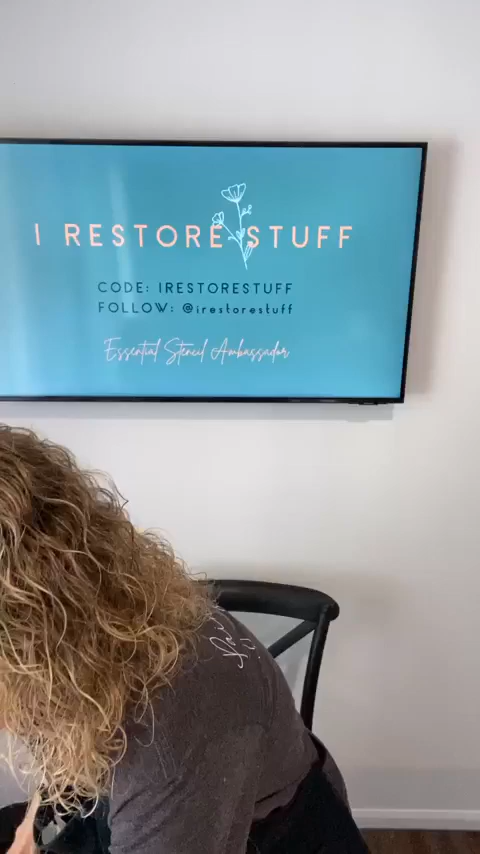 I RESTORE STUFF
CODE: IRESTORESTUFF
FOLLOW: @irestorestuff
Essential Stencil Ambassador